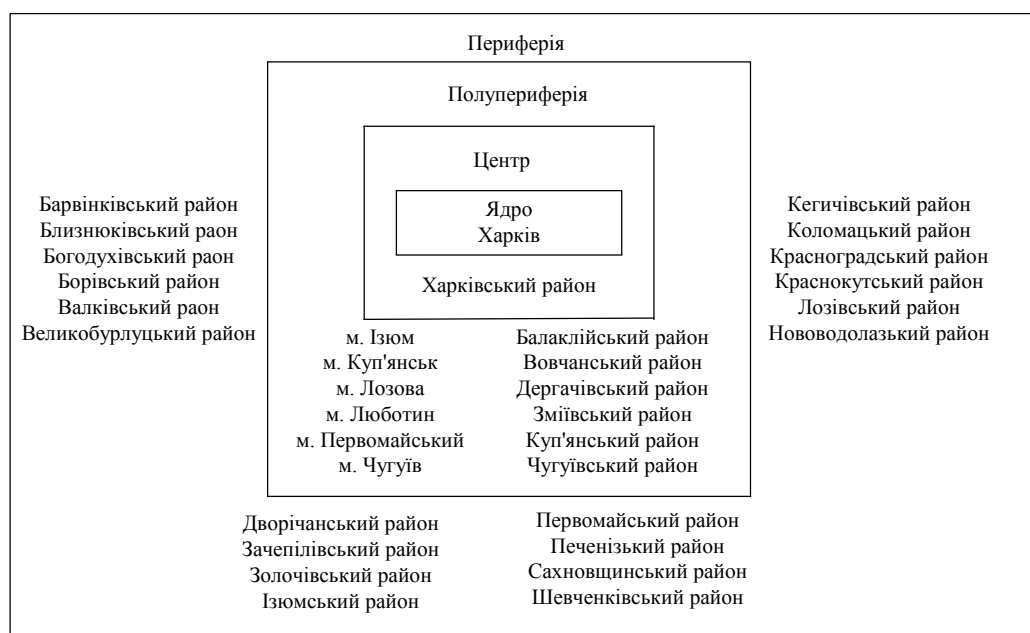 Периферія
Полупериферія
Центр
Ядро
Харків
Харківський район
Барвінківський район
Близнюківський раон
Богодухівський раон
Борівський район
Валківський раон
Великобурлуцький район
Кегичівський район
Коломацький район
Красноградський район
Краснокутський район
Лозівський район
Нововодолазький район
м. Ізюм
м. Куп'янськ
м. Лозова
м. Люботин
м. Первомайський
м. Чугуїв
Балаклійський район
Вовчанський район
Дергачівський район
Зміївський район
Куп'янський район
Чугуївський район
Дворічанський район
Зачепілівський район
Золочівський район
Ізюмський район
Первомайський район
Печенізький район
Сахновщинський район
Шевченківський район